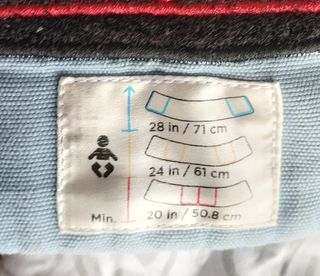 28 in / 71 cm
24 in / 61 cm
Min. 20 in / 50.8 cm